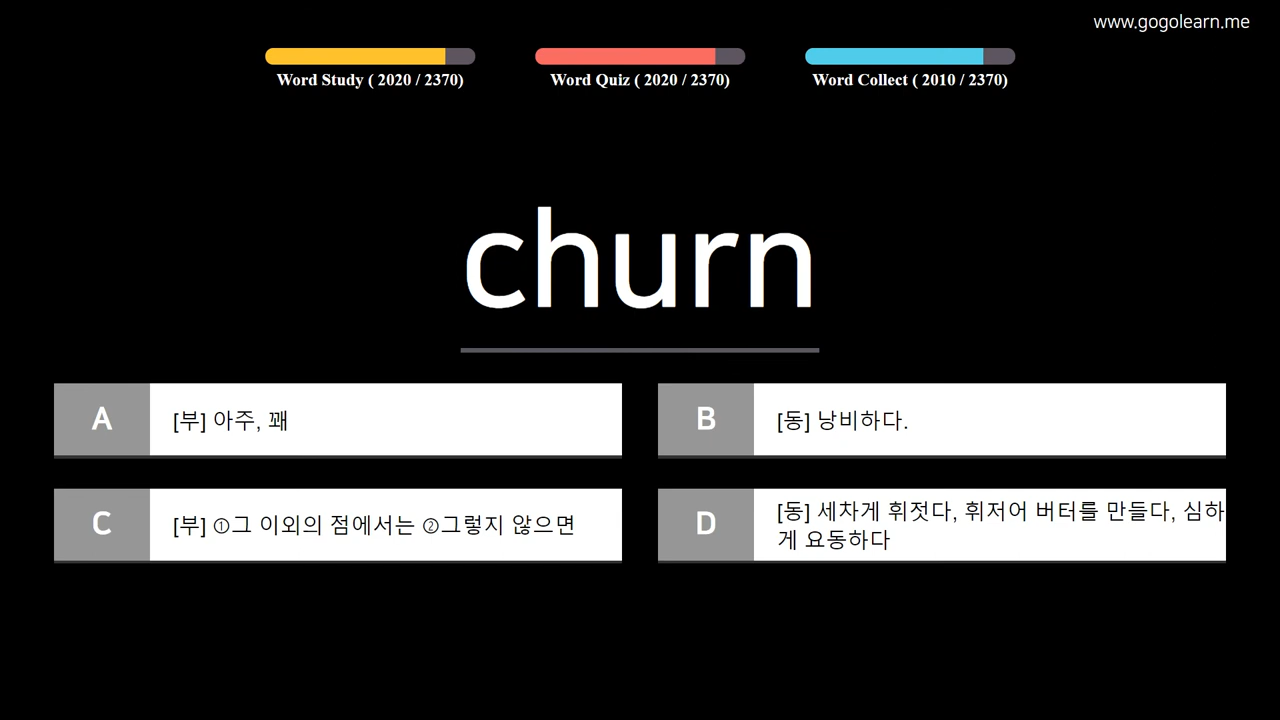 www.gogolearn.me
Word Study ( 2020 / 2370)
Word Quiz ( 2020 / 2370)
Word Collect ( 2010 / 2370)
churn
A
[부] 아주, 꽤
B
[동] 낭비하다.
C
[부] ①그 이외의 점에서는 ②그렇지 않으면
D
[동] 세차게 휘젓다, 휘저어 버터를 만들다, 심하
게 요동하다